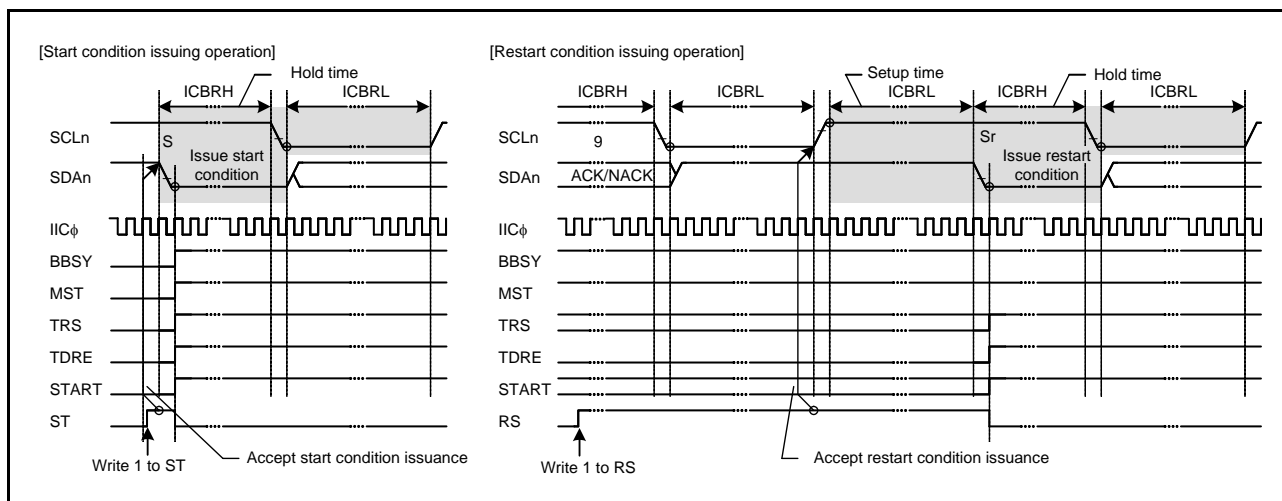 [Start condition issuing operation]
Hold time
ICBRH
ICBRL
SCLn
S
Issue start
condition
SDAn
IICϕ
BBSY
MST
TRS
TDRE
START
ST
Write 1 to ST
Accept start condition issuance
[Restart condition issuing operation]
Setup time
Hold time
ICBRH
ICBRL
ICBRL
ICBRH
ICBRL
SCLn
9
Sr
Issue restart
condition
SDAn
ACK/NACK
IICϕ
BBSY
MST
TRS
TDRE
START
RS
Write 1 to RS
Accept restart condition issuance